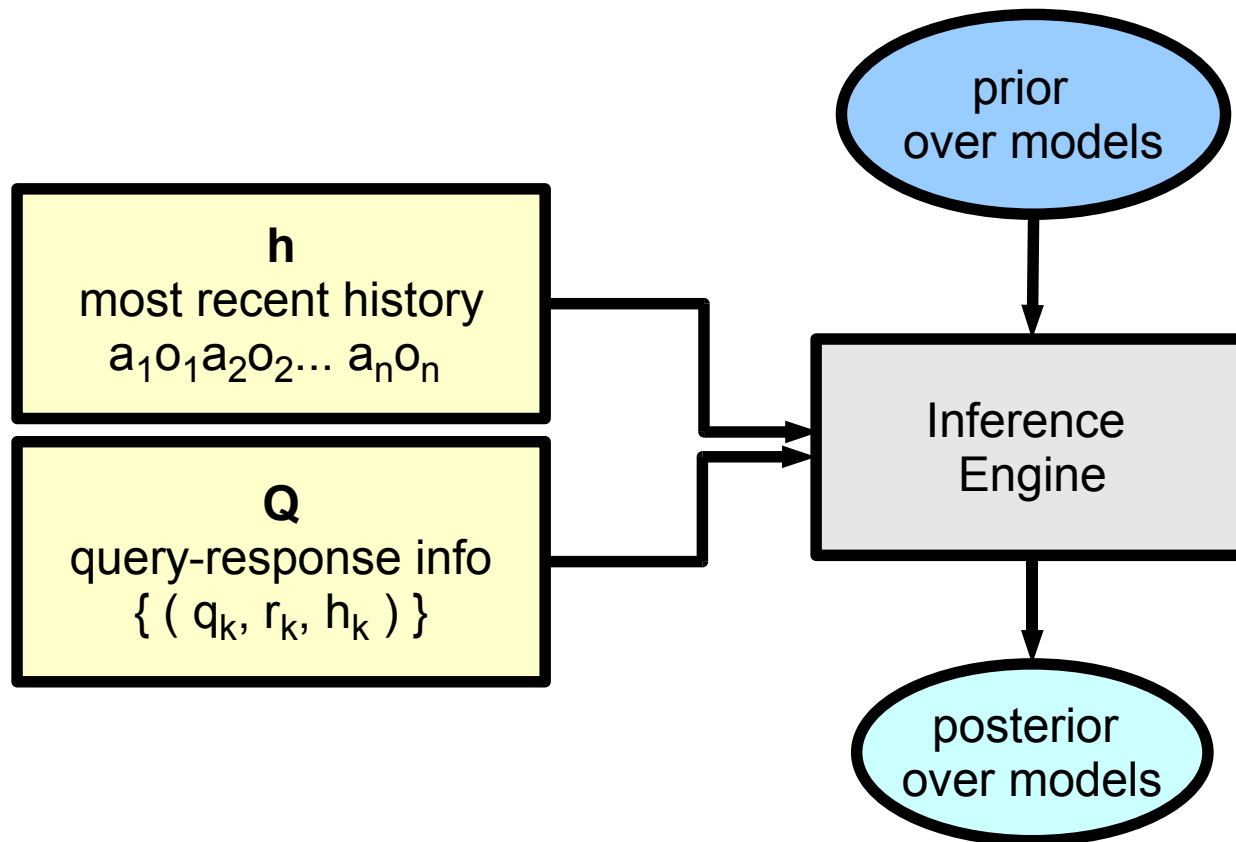 prior
over models
h
most recent history
a₁o₁a₂o₂... aₙoₙ
Q
query-response info
{ ( qₖ, rₖ, hₖ ) }
Inference
Engine
posterior
over models